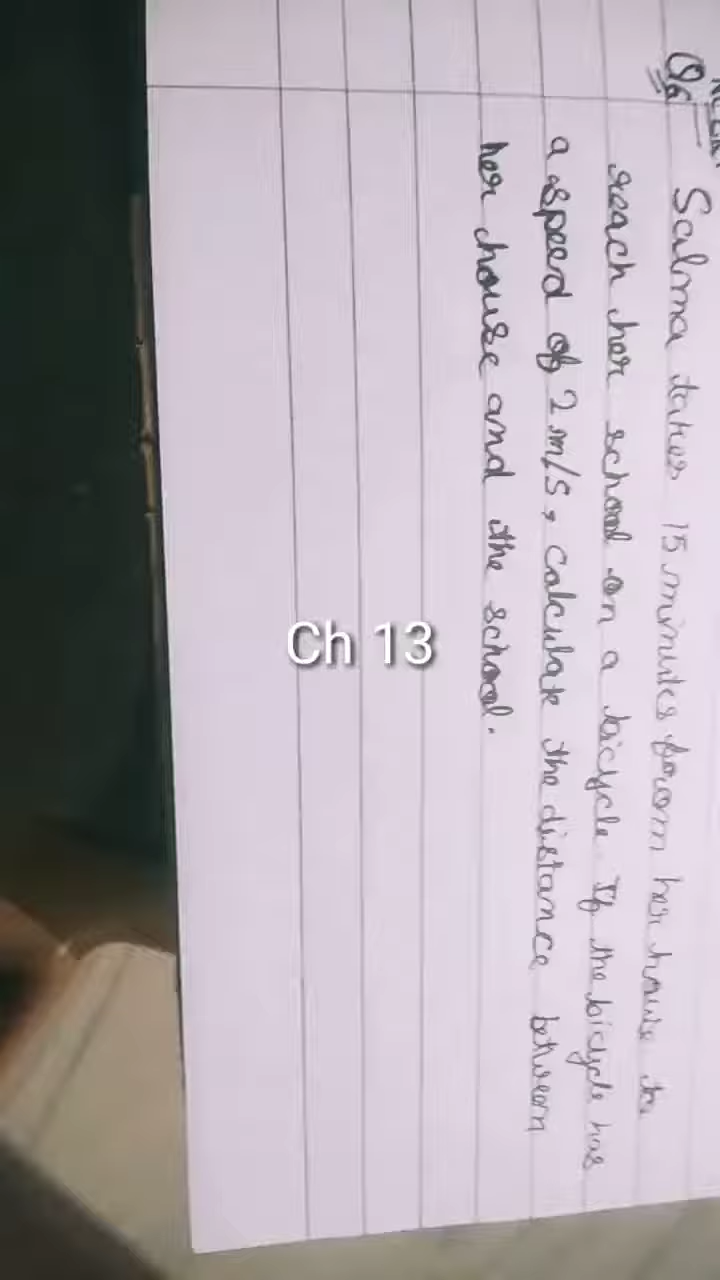 Q6 Salma takes 15 minutes from her house to
reach her school on a bicycle. If the bicycle has
a speed of 2 m/s, calculate the distance between
her house and the school.
Ch 13